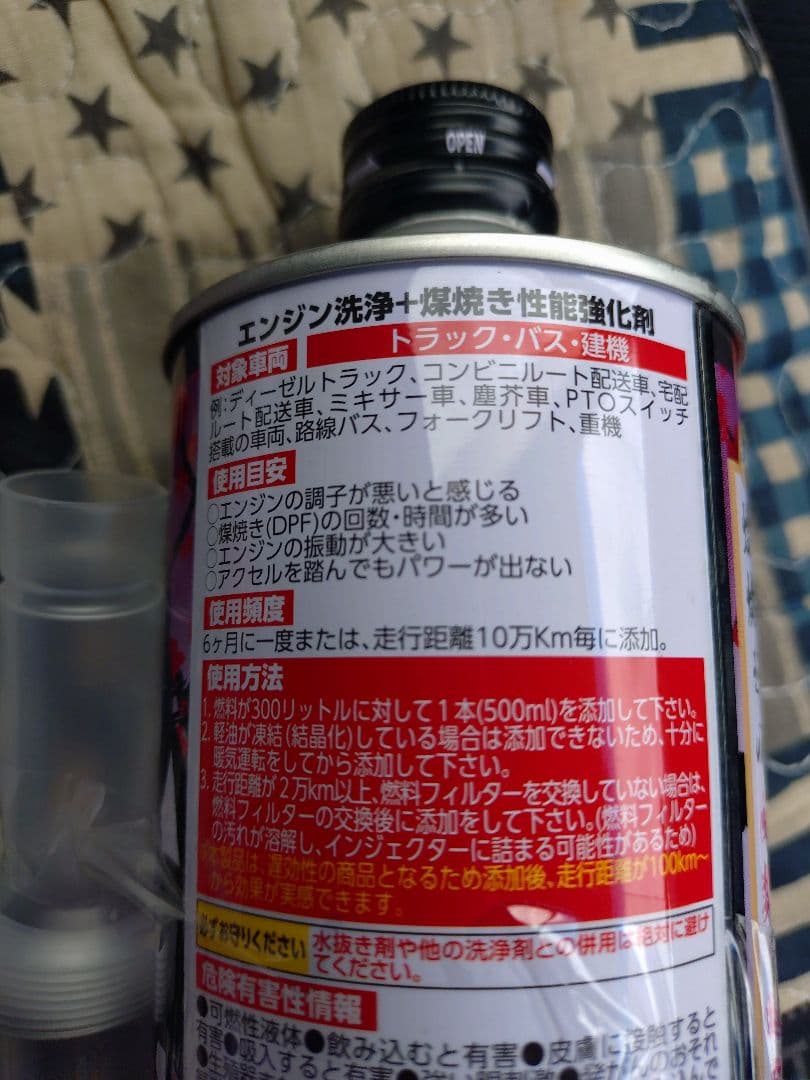 OPEN
エンジン洗浄+煤焼き性能強化剤
対象車両 トラック・バス・建機
例:ディーゼルトラック、コンビニルート配送車、宅配
ルート配送車、ミキサー車、塵芥車、PTOスイッチ
搭載の車両、路線バス、フォークリフト、重機
使用目安
○エンジンの調子が悪いと感じる
○煤焼き(DPF)の回数・時間が多い
○エンジンの振動が大きい
○アクセルを踏んでもパワーが出ない
使用頻度
6ヶ月に一度または、走行距離10万Km毎に添加。
使用方法
1. 燃料が300リットルに対して1本(500ml)を添加して下さい。
2. 軽油が凍結(結晶化)している場合は添加できないため、十分に
暖気運転をしてから添加して下さい。
3. 走行距離が2万km以上、燃料フィルターを交換していない場合は、
燃料フィルターの交換後に添加をして下さい。(燃料フィルター
の汚れが溶解し、インジェクターに詰まる可能性があるため)
※本製品は、遅効性の商品となるため添加後、走行距離が100km~
から効果が実感できます。
必ずお守りください 水抜き剤や他の洗浄剤との併用は絶対に避け
てください。
危険有害性情報
●可燃性液体●飲み込むと有害●皮膚に接触すると
有害●吸入すると有害●強い眼刺激●発がんのおそれ